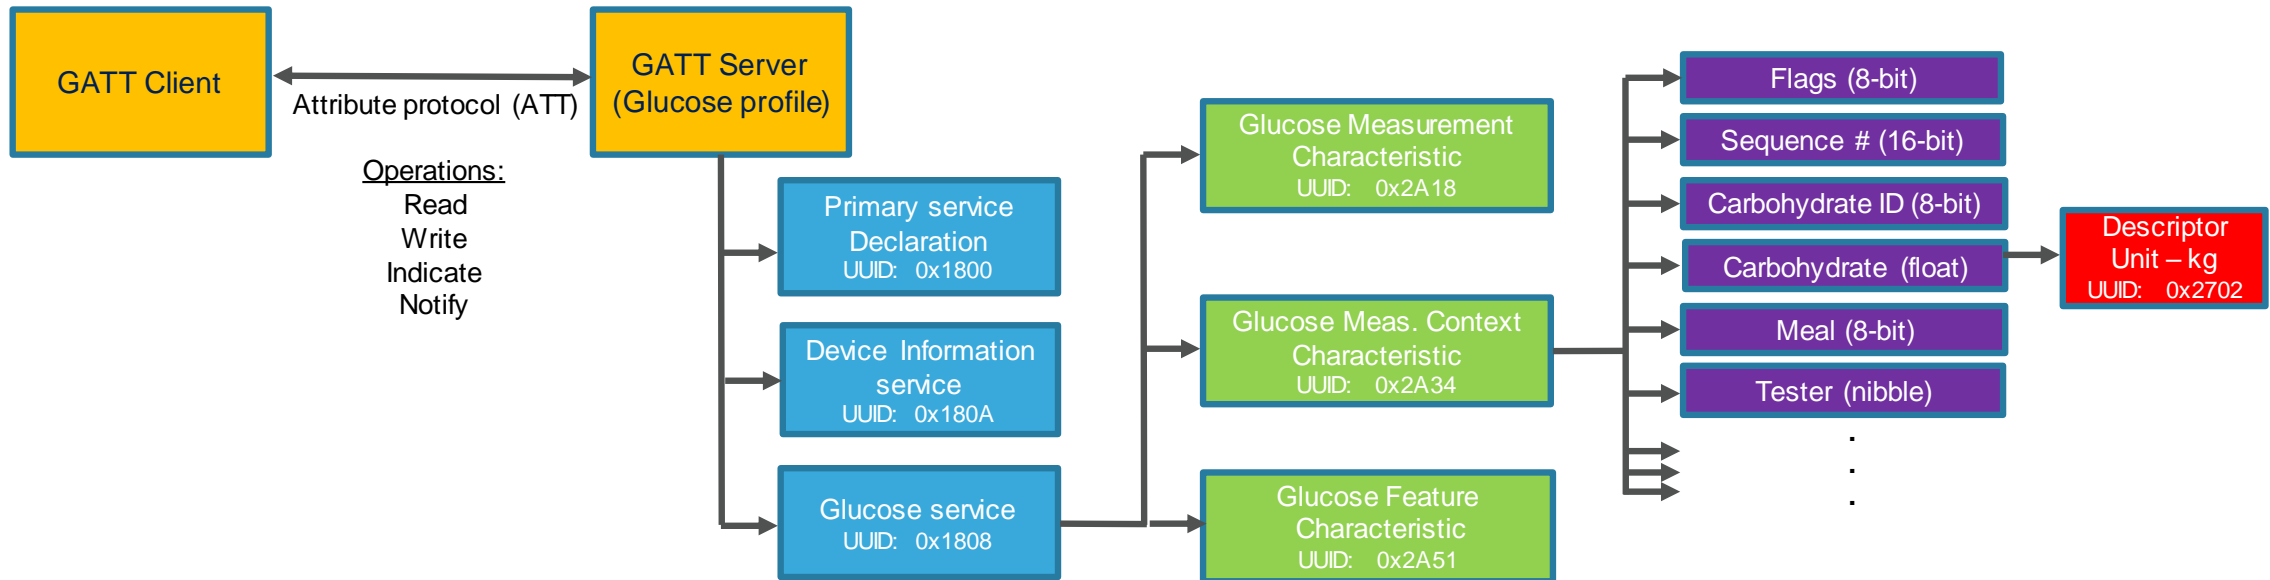 GATT Client
Attribute protocol (ATT)
Operations:
Read
Write
Indicate
Notify
GATT Server
(Glucose profile)
Primary service
Declaration
UUID: 0x1800
Device Information
service
UUID: 0x180A
Glucose service
UUID: 0x1808
Glucose Measurement
Characteristic
UUID: 0x2A18
Glucose Meas. Context
Characteristic
UUID: 0x2A34
Glucose Feature
Characteristic
UUID: 0x2A51
Flags (8-bit)
Sequence # (16-bit)
Carbohydrate ID (8-bit)
Carbohydrate (float)
Meal (8-bit)
Tester (nibble)
.
.
.
Descriptor
Unit – kg
UUID: 0x2702